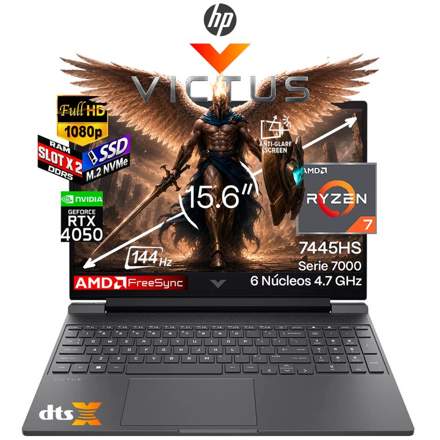 hp
VICTUS
Full HD
1080p
RAM
SLOT X 2
DDR5
SSD
M.2 NVMe
ANTI-GLARE
SCREEN
15.6"
AMD
RYZEN
7
NVIDIA
GEFORCE
RTX
4050
144Hz
7445HS
Serie 7000
6 Núcleos 4.7 GHz
AMD FreeSync
dts X